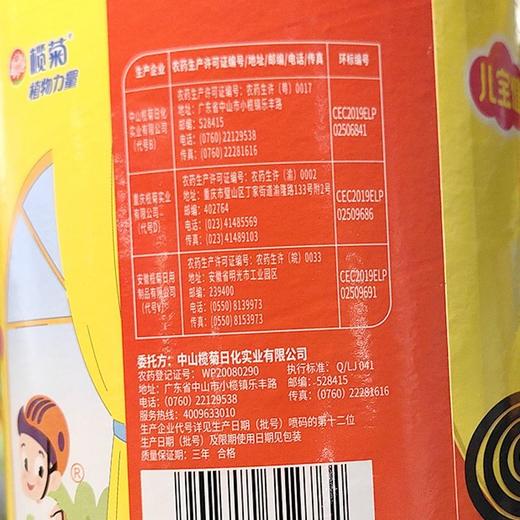 榄菊
植物力量
儿宝
生产企业 农药生产许可证编号/地址/邮编/电话/传真 环标编号
中山榄菊日化
实业有限公司
(代号B)
农药生产许可证编号：农药生许（粤）0017
地址：广东省中山市小榄镇乐丰路
邮编：528415
电话：(0760) 22129538
传真：(0760) 22281616
CEC2019ELP
02506841
重庆榄菊实业
有限公司
(代号D)
农药生产许可证编号：农药生许（渝）0002
地址：重庆市璧山区丁家街道渝隆路133号附2号
邮编：402764
电话：(023) 41485569
传真：(023) 41489103
CEC2019ELP
02509686
安徽榄菊日用
制品有限公司
农药生产许可证编号：农药生许（皖）0033
地址：安徽省明光市工业园区
邮编：239400
电话：(0550) 8139973
传真：(0550) 8153973
CEC2019ELP
02509691
委托方：中山榄菊日化实业有限公司
农药登记证号：WP20080290 执行标准：Q/LJ 041
地址：广东省中山市小榄镇乐丰路 邮编：528415
电话：(0760) 22129538 传真：(0760) 22281616
服务热线：4009633010
生产企业代号详见生产日期（批号）喷码的第十二位
生产日期（批号）及有效期使用日期见包装
质量保证期：三年 合格
®